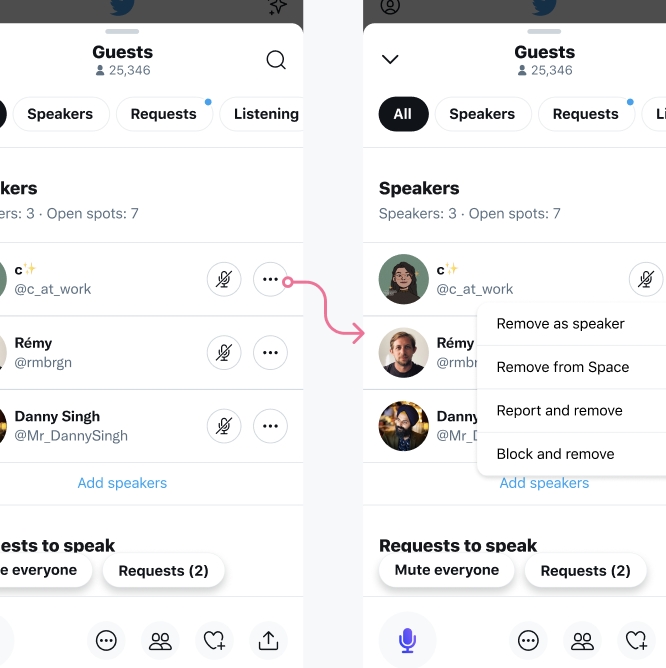 Guests
25,346
Speakers
Requests
Listening
kers
ers: 3 · Open spots: 7
c✨
@c_at_work
Rémy
@rmbrgn
Danny Singh
@Mr_DannySingh
Add speakers
ests to speak
e everyone
Requests (2)
Guests
25,346
All
Speakers
Requests
Li
Speakers
Speakers: 3 · Open spots: 7
c✨
@c_at_work
Rémy
@rmbr
Danny
@Mr_D
Remove as speaker
Remove from Space
Report and remove
Block and remove
Add speakers
Requests to speak
Mute everyone
Requests (2)